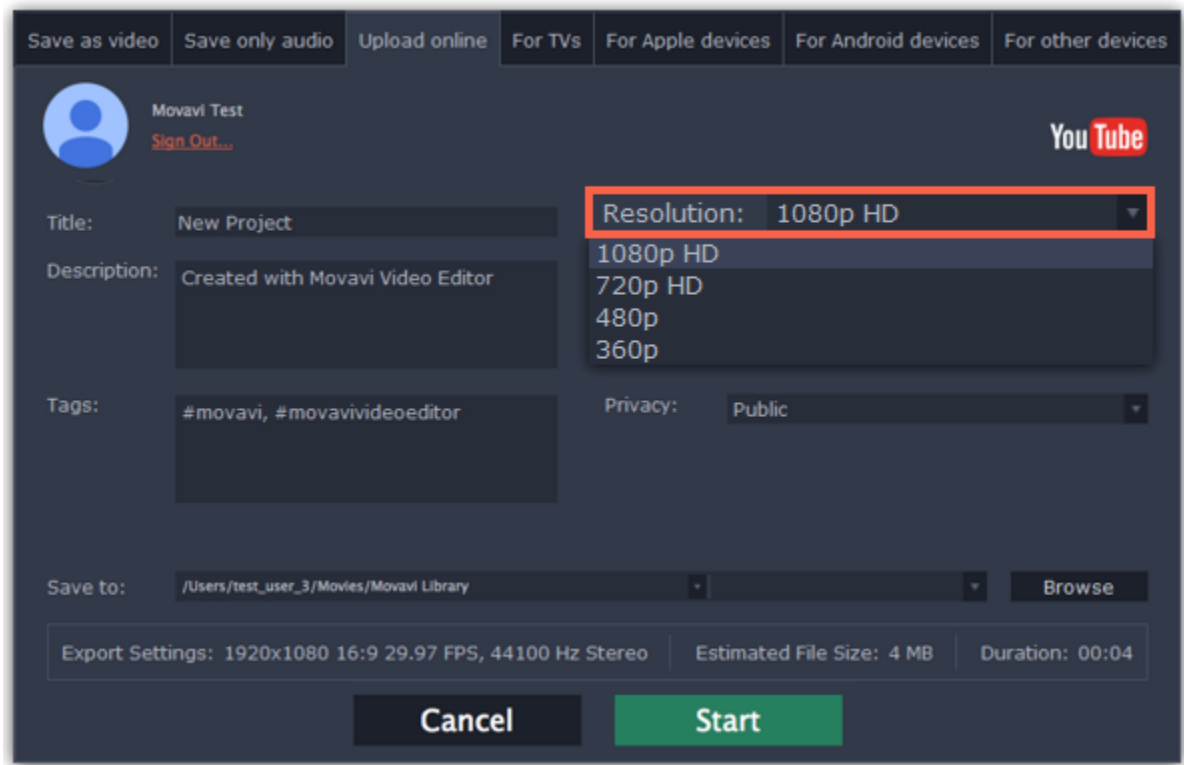 Save as video Save only audio Upload online For TVs For Apple devices For Android devices For other devices
Movavi Test
Sign Out...
YouTube
Title: New Project
Resolution: 1080p HD
1080p HD
720p HD
480p
360p
Description: Created with Movavi Video Editor
Tags: #movavi, #movavivideoeditor
Privacy: Public
Save to: /Users/test_user_3/Movies/Movavi Library Browse
Export Settings: 1920x1080 16:9 29.97 FPS, 44100 Hz Stereo Estimated File Size: 4 MB Duration: 00:04
Cancel Start